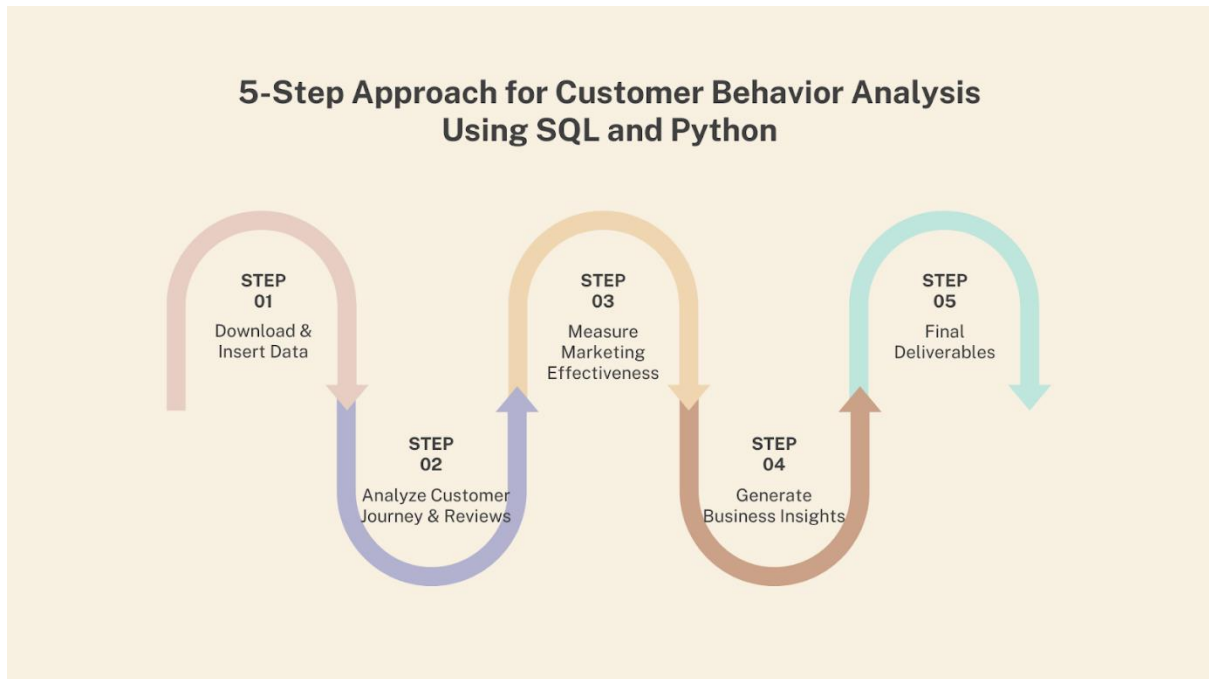 5-Step Approach for Customer Behavior Analysis
Using SQL and Python
STEP
01
Download &
Insert Data
STEP
02
Analyze Customer
Journey & Reviews
STEP
03
Measure
Marketing
Effectiveness
STEP
04
Generate
Business Insights
STEP
05
Final
Deliverables